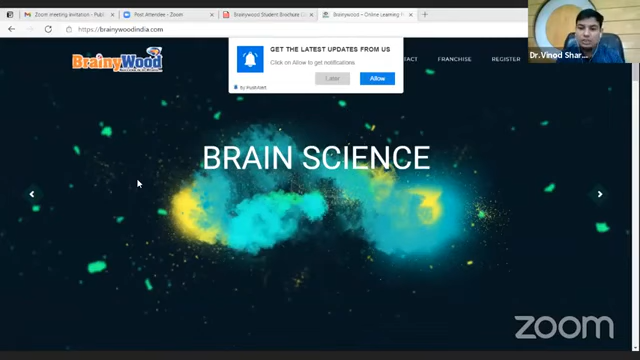 Zoom meeting invitation - Publ
Post Attendee - Zoom
Brainywood Student Brochure U
Brainywood – Online Learning P
https://brainywoodindia.com
BrainyWood
GET THE LATEST UPDATES FROM US
Click on Allow to get notifications
Later
Allow
By PushAlert
TACT
FRANCHISE
REGISTER
Dr.Vinod Shar...
BRAIN SCIENCE
zoom